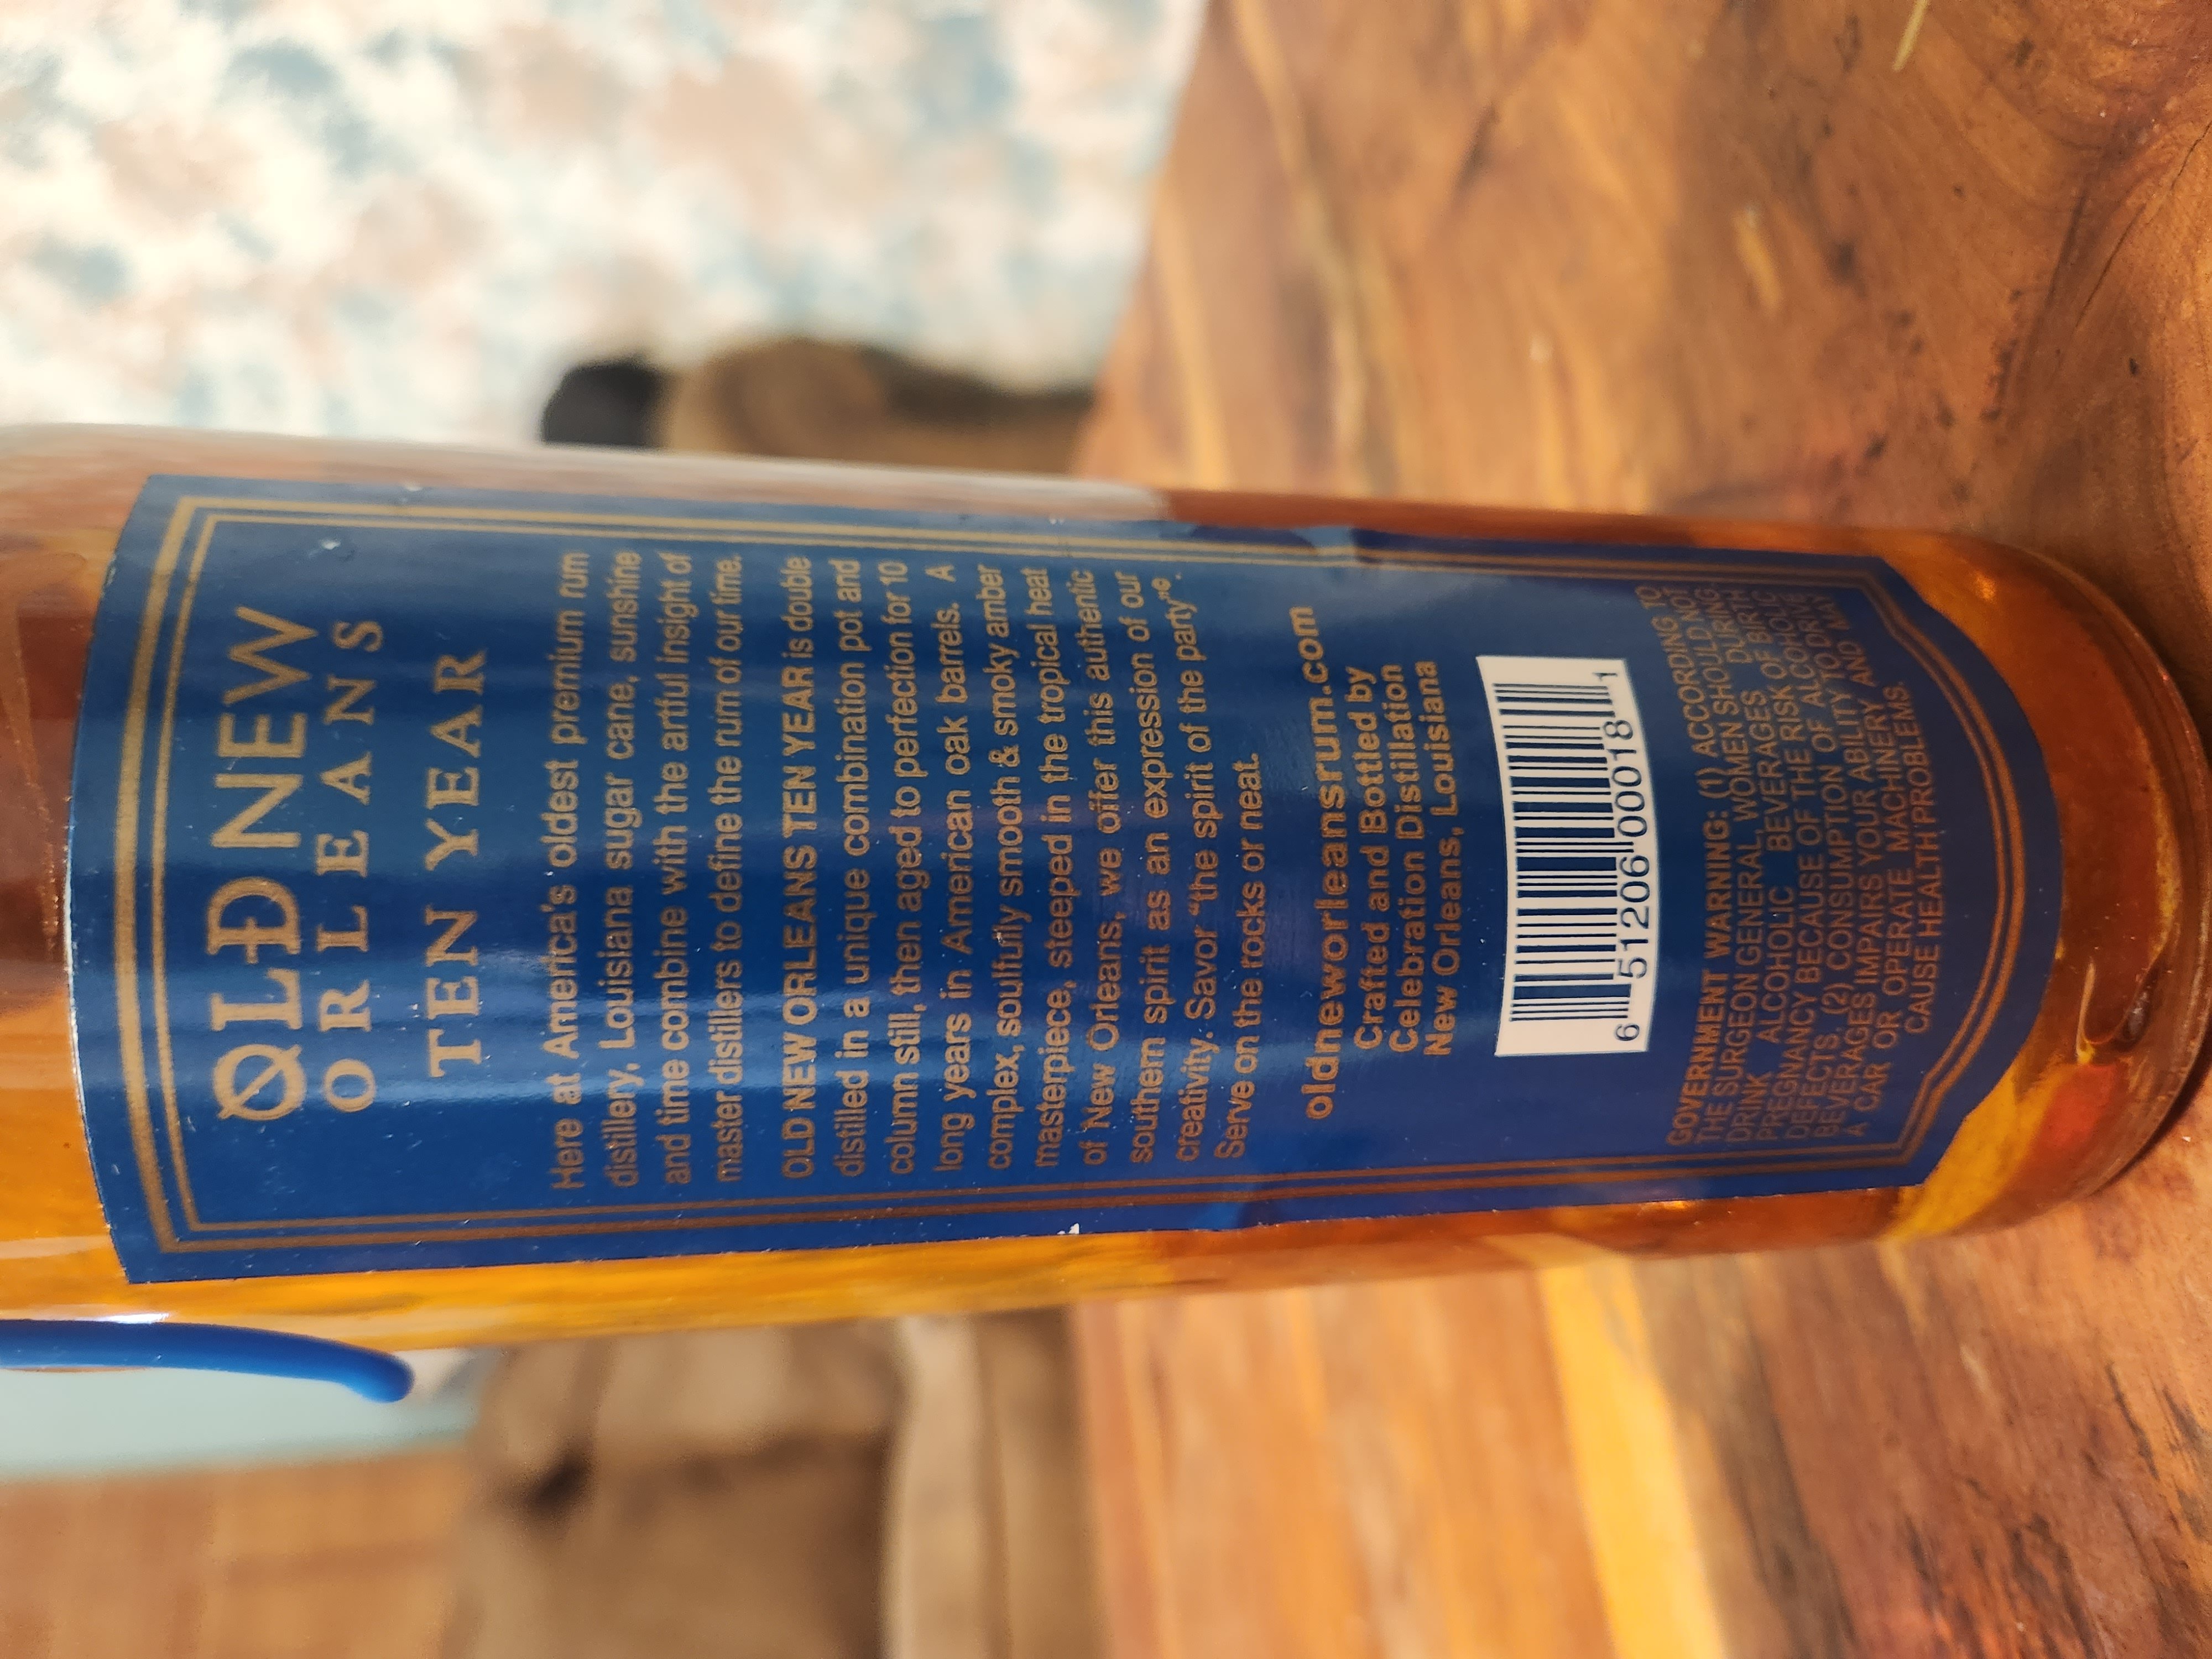 OLD NEW
ORLEANS
TEN YEAR
Here at America's oldest premium rum
distillery, Louisiana sugar cane, sunshine
and time combine with the artful insight of
master distillers to define the rum of our time.
OLD NEW ORLEANS TEN YEAR is double
distilled in a unique combination pot and
column still, then aged to perfection for 10
long years in American oak barrels. A
complex, soulfully smooth & smoky amber
masterpiece, steeped in the tropical heat
of New Orleans, we offer this authentic
southern spirit as an expression of our
creativity. Savor "the spirit of the party"®.
Serve on the rocks or neat.
oldneworleansrum.com
Crafted and Bottled by
Celebration Distillation
New Orleans, Louisiana
6 51206 00018 1
GOVERNMENT WARNING: (1) ACCORDING TO
THE SURGEON GENERAL, WOMEN SHOULD NOT
DRINK ALCOHOLIC BEVERAGES DURING
PREGNANCY BECAUSE OF THE RISK OF BIRTH
DEFECTS. (2) CONSUMPTION OF ALCOHOLIC
BEVERAGES IMPAIRS YOUR ABILITY TO DRIVE
A CAR OR OPERATE MACHINERY AND MAY
CAUSE HEALTH PROBLEMS.